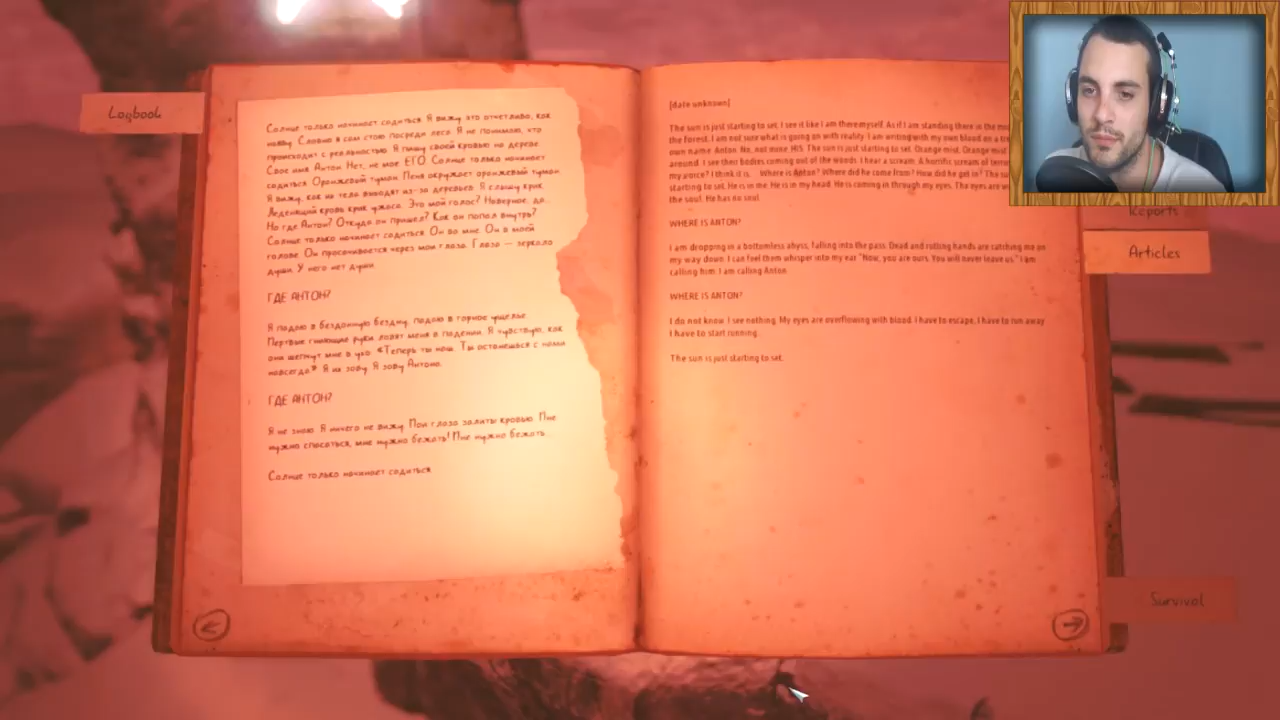 Logbook
Солнце только начинает садиться. Я вижу это отчетливо, как
наяву. Словно я сам стою посреди леса. Я не понимаю, что
происходит с реальностью. Я пишу своей кровью на дереве.
Свое имя. Антон. Нет, не мое. ЕГО. Солнце только начинает
садиться. Оранжевый туман. Меня окружает оранжевый туман.
Я вижу, как их тела выходят из-за деревьев. Я слышу крик.
Леденящий кровь крик ужаса. Это мой голос? Наверное, да...
Но где Антон? Откуда он пришел? Как он попал внутрь?
Солнце только начинает садиться. Он во мне. Он в моей
голове. Он просачивается через мои глаза. Глаза — зеркало
души. У него нет души.
ГДЕ АНТОН?
Я падаю в бездонную бездну, падаю в горное ущелье.
Мертвые гниющие руки ловят меня в падении. Я чувствую, как
они шепчут мне в ухо: «Теперь ты наш. Ты останешься с нами
навсегда» Я их зову. Я зову Антона.
ГДЕ АНТОН?
Я не знаю. Я ничего не вижу. Мои глаза залиты кровью. Мне
нужно спасаться, мне нужно бежать! Мне нужно бежать...
Солнце только начинает садиться.
[date unknown]
The sun is just starting to set. I see it like I am there myself. As if I am standing there in the
the forest. I am not sure what is going on with reality. I am writing with my own blood on a
own name. Anton. No, not mine. HIS. The sun is just starting to set. Orange mist. Orange mist
around. I see their bodies coming out of the woods. I hear a scream. A horrific scream of
my voice? I think it is... Where is Anton? Where did he come from? How did he get in? The
starting to set. He is in me. He is in my head. He is coming in through my eyes. The eyes are
the soul. He has no soul.
WHERE IS ANTON?
I am dropping in a bottomless abyss, falling into the pass. Dead and rotting hands are catching me on
my way down. I can feel them whisper into my ear "Now, you are ours. You will never leave us." I am
calling him. I am calling Anton.
WHERE IS ANTON?
I do not know. I see nothing. My eyes are overflowing with blood. I have to escape, I have to run away
I have to start running.
The sun is just starting to set.
Reports
Articles
Survival